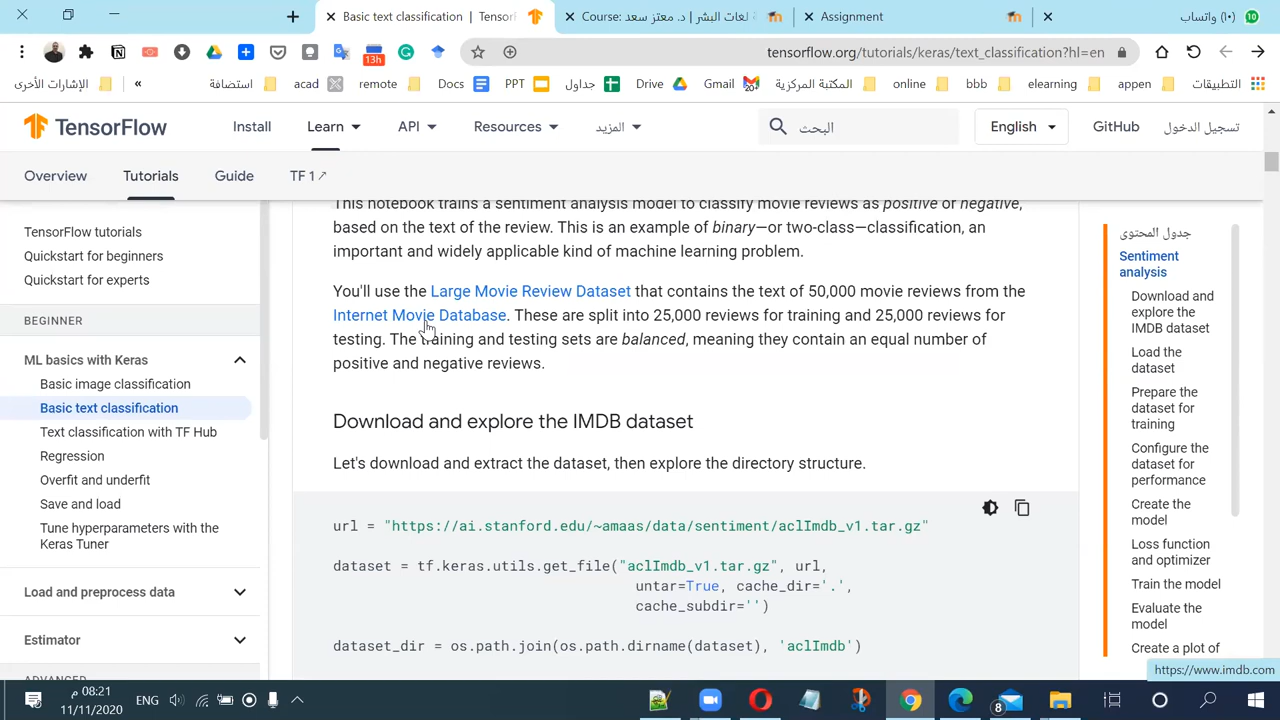 Basic text classification | Tensorf
Course: لغات البشر | د. معتز سعد
Assignment
(١٠) واتساب
tensorflow.org/tutorials/keras/text_classification?hl=en
13h
الإشارات الأخرى
«
استضافة
acad
remote
Docs
PPT
جداول
Drive
Gmail
المكتبة المركزية
online
bbb
elearning
appen
التطبيقات
TensorFlow
Install
Learn
API
Resources
المزيد
البحث
English
GitHub
تسجيل الدخول
Overview
Tutorials
Guide
TF 1
TensorFlow tutorials
Quickstart for beginners
Quickstart for experts
BEGINNER
ML basics with Keras
Basic image classification
Basic text classification
Text classification with TF Hub
Regression
Overfit and underfit
Save and load
Tune hyperparameters with the
Keras Tuner
Load and preprocess data
Estimator
ADVANCED
This notebook trains a sentiment analysis model to classify movie reviews as positive or negative,
based on the text of the review. This is an example of binary—or two-class—classification, an
important and widely applicable kind of machine learning problem.
You'll use the Large Movie Review Dataset that contains the text of 50,000 movie reviews from the
Internet Movie Database. These are split into 25,000 reviews for training and 25,000 reviews for
testing. The training and testing sets are balanced, meaning they contain an equal number of
positive and negative reviews.
Download and explore the IMDB dataset
Let's download and extract the dataset, then explore the directory structure.
url = "https://ai.stanford.edu/~amaas/data/sentiment/aclImdb_v1.tar.gz"
dataset = tf.keras.utils.get_file("aclImdb_v1.tar.gz", url,
untar=True, cache_dir='.',
cache_subdir='')
dataset_dir = os.path.join(os.path.dirname(dataset), 'aclImdb')
جدول المحتوى
Sentiment
analysis
Download and
explore the
IMDB dataset
Load the
dataset
Prepare the
dataset for
training
Configure the
dataset for
performance
Create the
model
Loss function
and optimizer
Train the model
Evaluate the
model
Create a plot of
https://www.imdb.com
08:21 م
11/11/2020
ENG
8